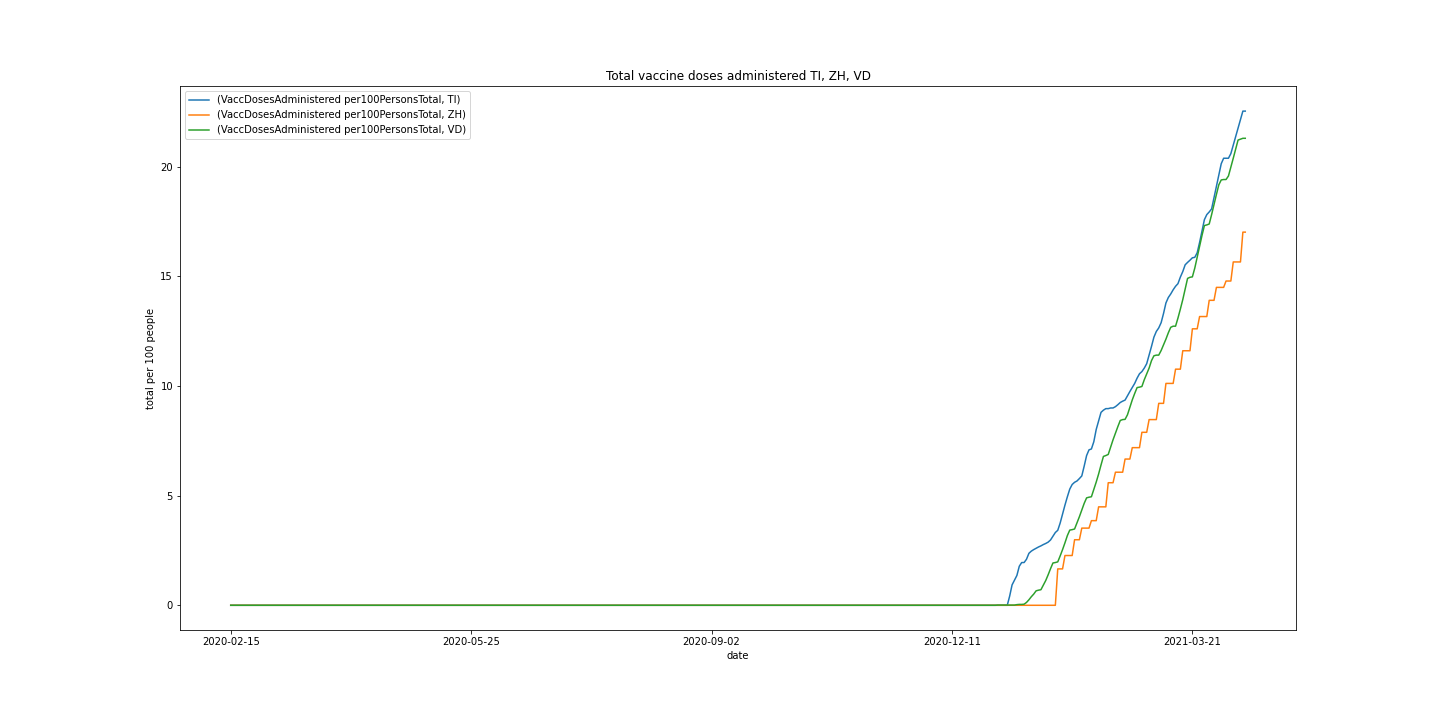 Total vaccine doses administered TI, ZH, VD
(VaccDosesAdministered per100PersonsTotal, TI)
(VaccDosesAdministered per100PersonsTotal, ZH)
(VaccDosesAdministered per100PersonsTotal, VD)
20
15
10
5
0
total per 100 people
2020-02-15 2020-05-25 2020-09-02 2020-12-11 2021-03-21
date